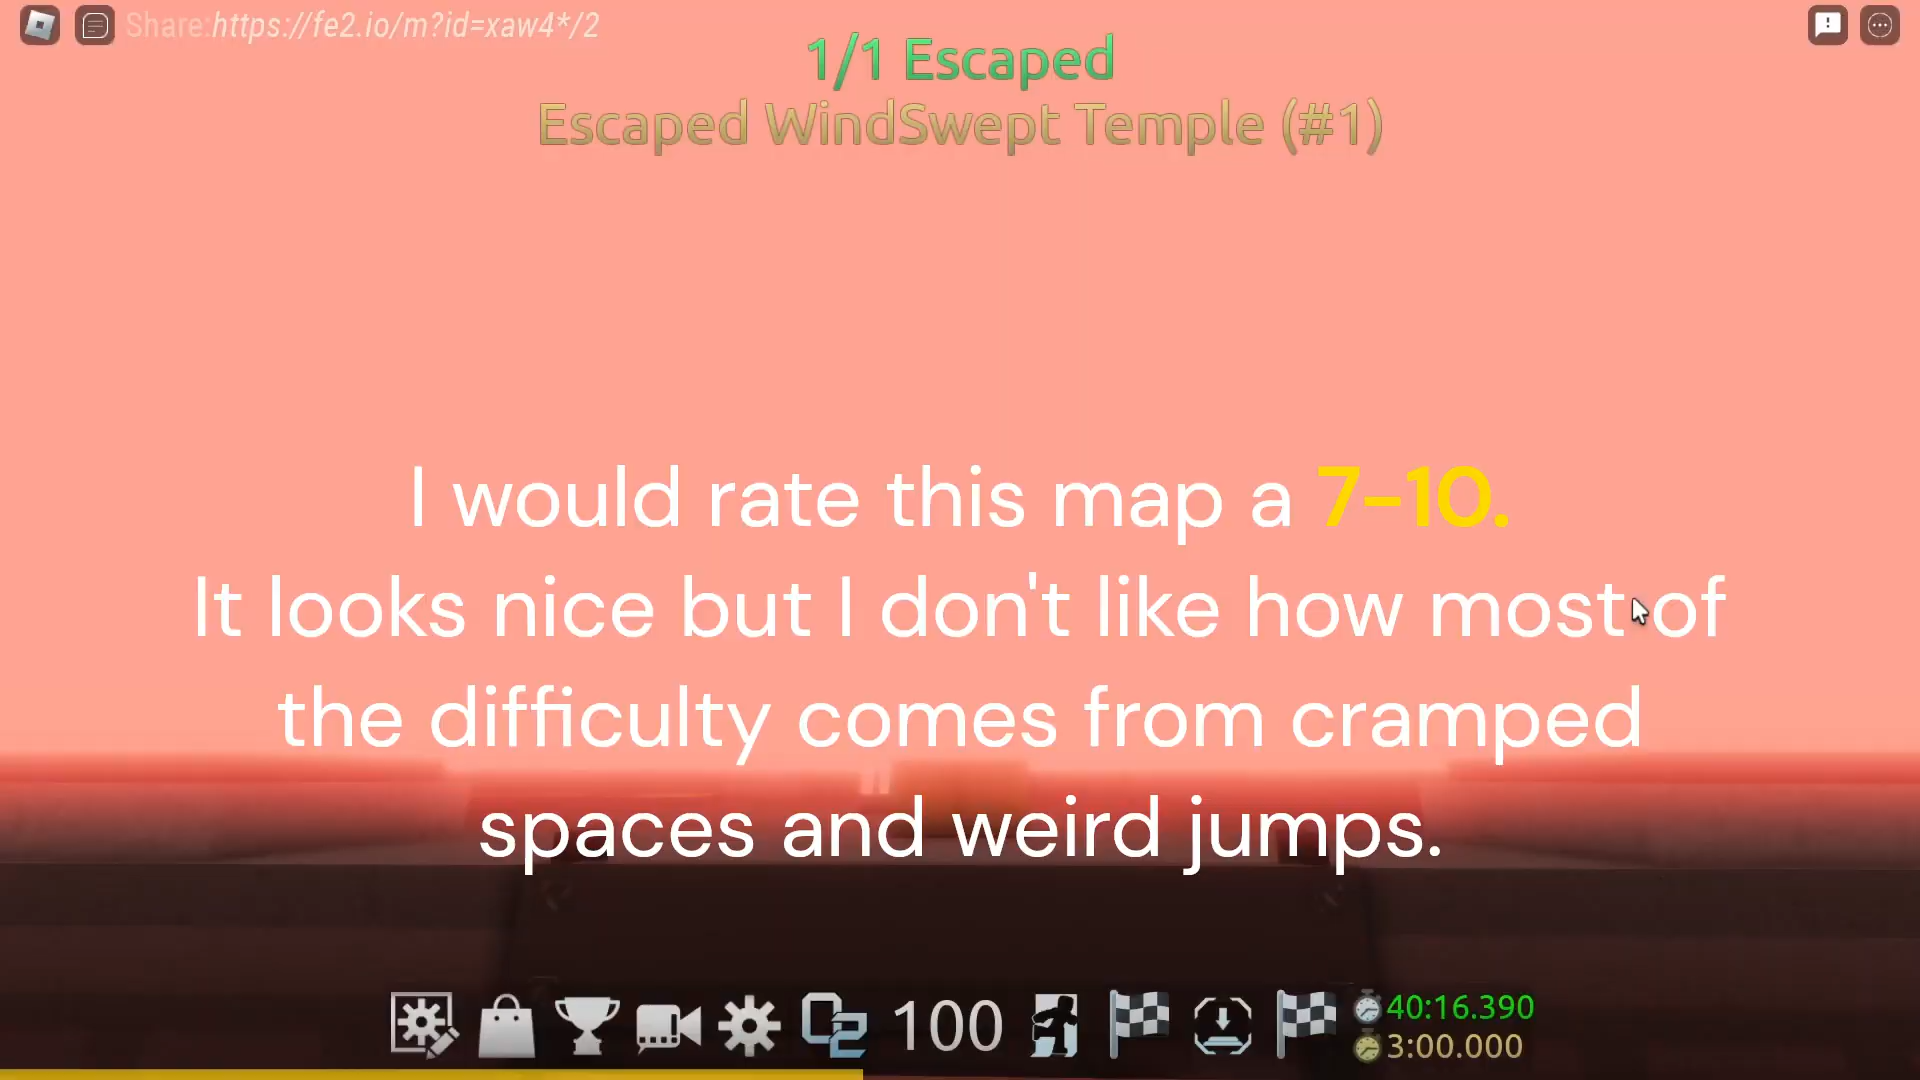 Share:https://fe2.io/m?id=xaw4*/2
1/1 Escaped
Escaped WindSwept Temple (#1)
I would rate this map a 7-10.
It looks nice but I don't like how most of
the difficulty comes from cramped
spaces and weird jumps.
O2 100
40:16.390
3:00.000